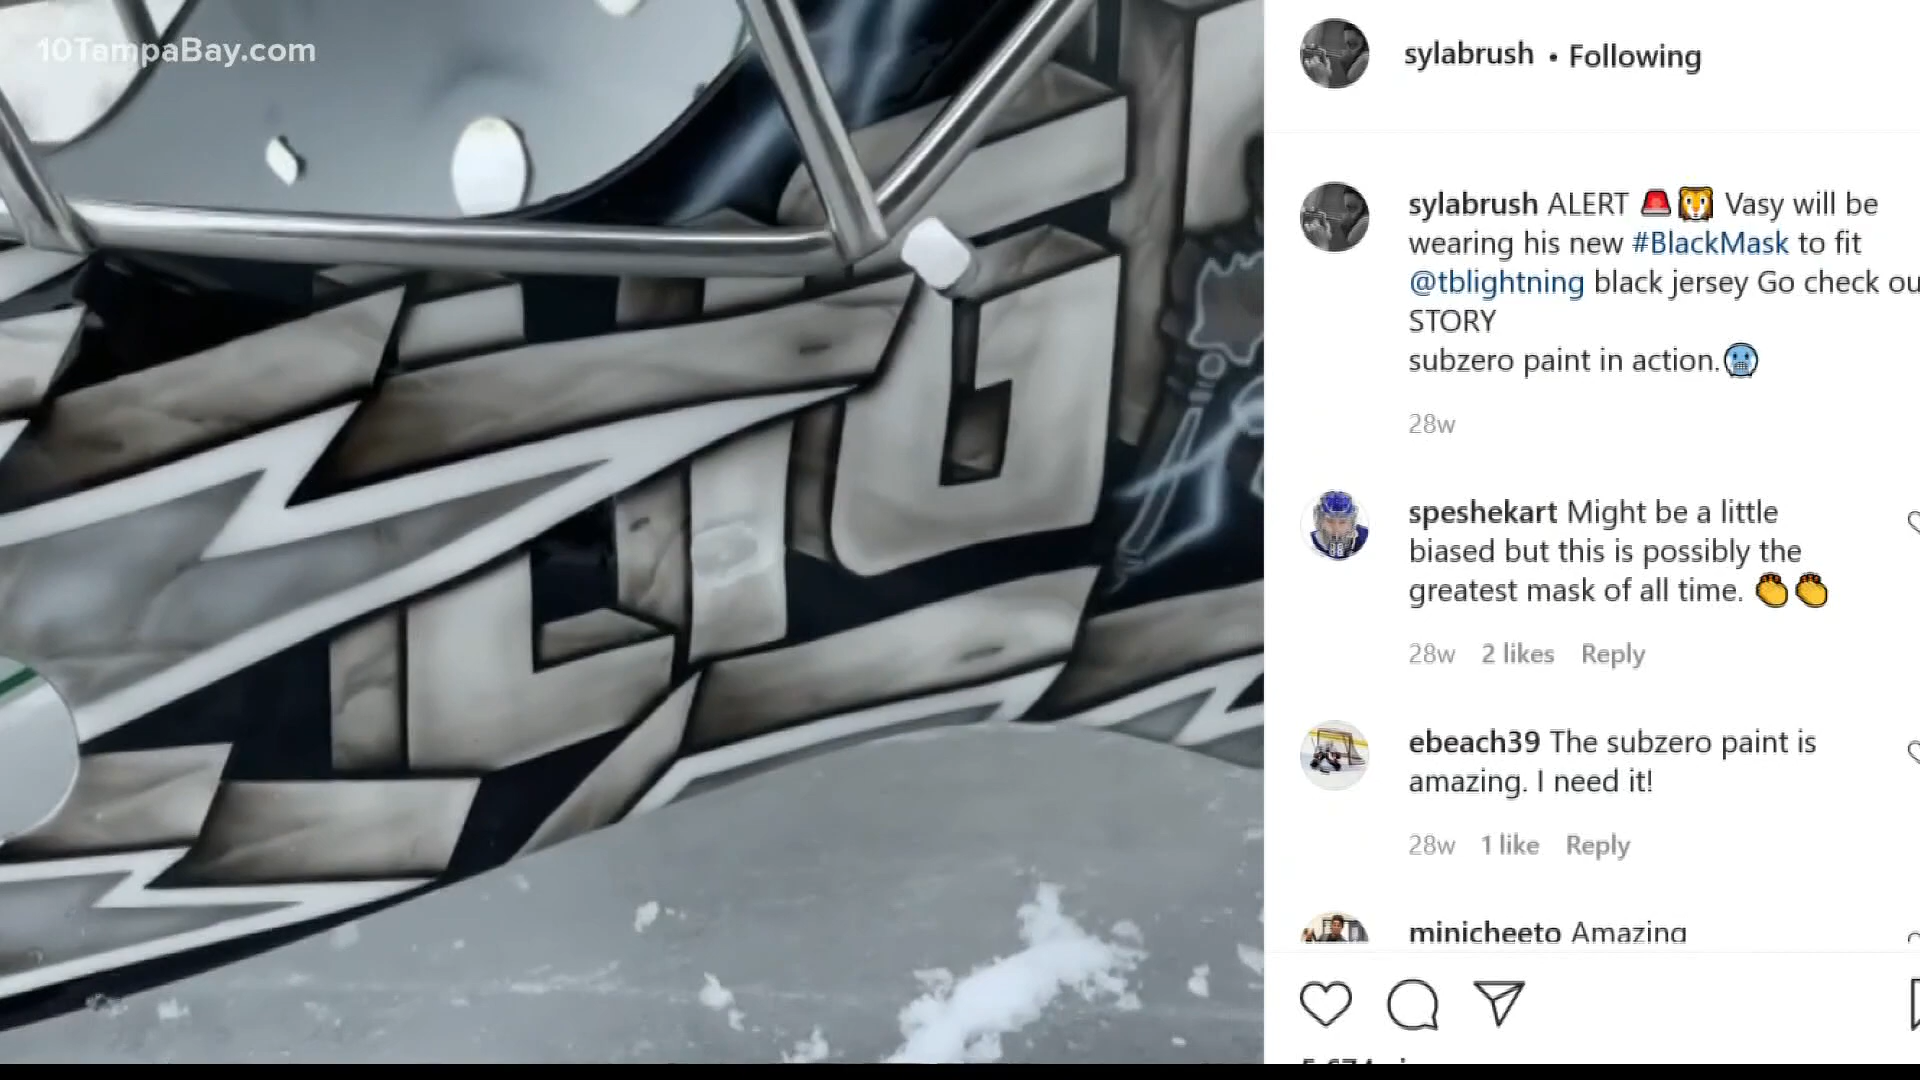 10TampaBay.com
sylabrush • Following
sylabrush ALERT 🚨🐯 Vasy will be
wearing his new #BlackMask to fit
@tblightning black jersey Go check ou
STORY
subzero paint in action.🥶
28w
speshekart Might be a little
biased but this is possibly the
greatest mask of all time. 👏👏
28w 2 likes Reply
ebeach39 The subzero paint is
amazing. I need it!
28w 1 like Reply
minicheeto Amazing